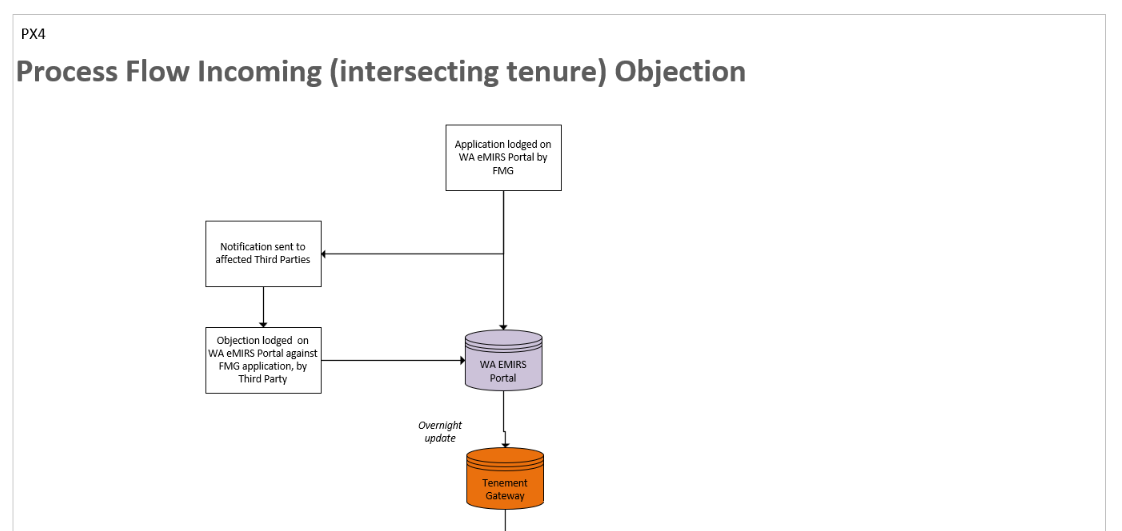 PX4
Process Flow Incoming (intersecting tenure) Objection
Application lodged on
WA eMIRS Portal by
FMG
Notification sent to
affected Third Parties
Objection lodged on
WA eMIRS Portal against
FMG application, by
Third Party
WA EMIRS
Portal
Overnight
update
Tenement
Gateway